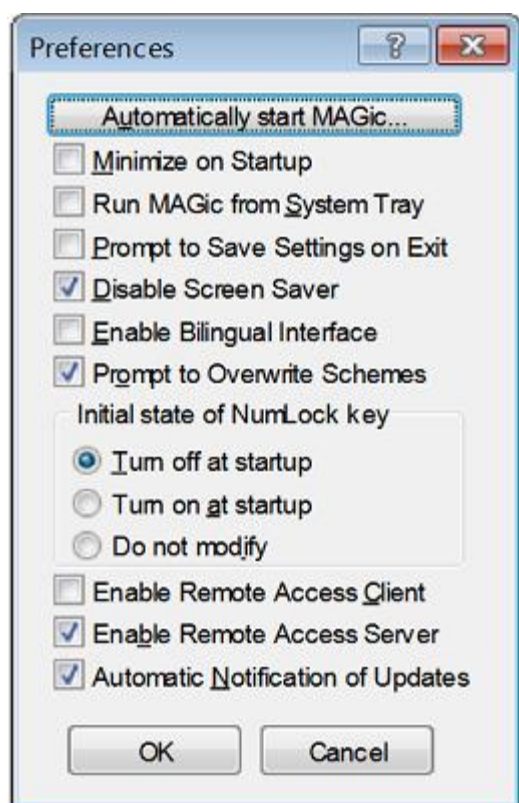 Preferences
?
Automatically start MAGic...
Minimize on Startup
Run MAGic from System Tray
Prompt to Save Settings on Exit
Disable Screen Saver
Enable Bilingual Interface
Prompt to Overwrite Schemes
Initial state of NumLock key
Turn off at startup
Turn on at startup
Do not modify
Enable Remote Access Client
Enable Remote Access Server
Automatic Notification of Updates
OK Cancel